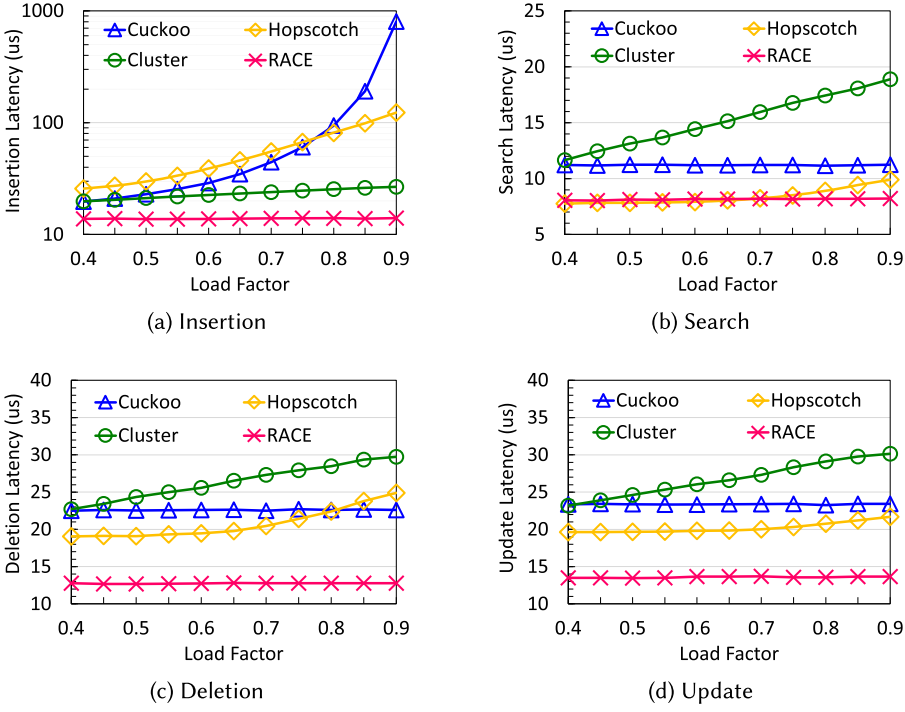 Insertion Latency (us)
1000
100
10
Cuckoo
Hopscotch
Cluster
RACE
0.4 0.5 0.6 0.7 0.8 0.9
Load Factor
(a) Insertion
Search Latency (us)
25
20
15
10
5
Cuckoo
Hopscotch
Cluster
RACE
0.4 0.5 0.6 0.7 0.8 0.9
Load Factor
(b) Search
Deletion Latency (us)
40
35
30
25
20
15
10
Cuckoo
Hopscotch
Cluster
RACE
0.4 0.5 0.6 0.7 0.8 0.9
Load Factor
(c) Deletion
Update Latency (us)
40
35
30
25
20
15
10
Cuckoo
Hopscotch
Cluster
RACE
0.4 0.5 0.6 0.7 0.8 0.9
Load Factor
(d) Update